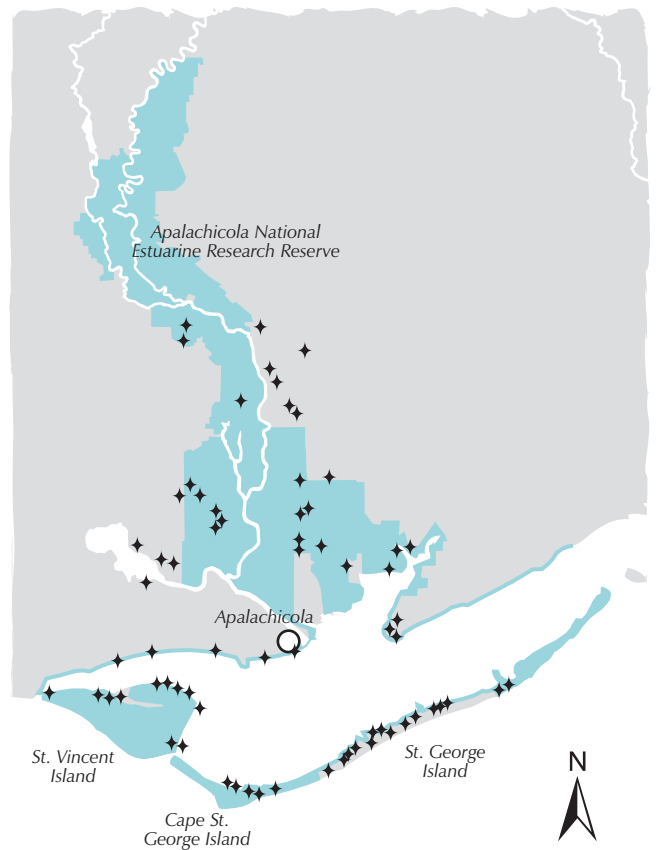 Apalachicola National
Estuarine Research Reserve
Apalachicola
St. Vincent
Island
St. George
Island
N
Cape St.
George Island